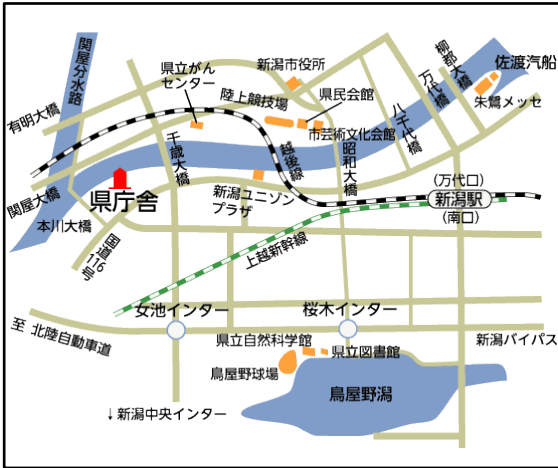 関屋分水路
有明大橋
関屋大橋
本川大橋
国道
116
号
県庁舎
県立がん
センター
千歳大橋
新潟市役所
陸上競技場
県民会館
市芸術文化会館
越後線
昭和大橋
新潟ユニゾン
プラザ
八千代橋
万代橋
柳都大橋
佐渡汽船
朱鷺メッセ
(万代口)
新潟駅
(南口)
上越新幹線
女池インター
桜木インター
至 北陸自動車道
新潟バイパス
県立自然科学館
県立図書館
鳥屋野球場
鳥屋野潟
↓新潟中央インター